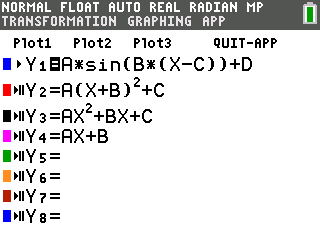 NORMAL FLOAT AUTO REAL RADIAN MP
TRANSFORMATION GRAPHING APP
Plot1 Plot2 Plot3 QUIT-APP
Y₁=A*sin(B*(X-C))+D
Y₂=A(X+B)²+C
Y₃=AX²+BX+C
Y₄=AX+B
Y₅=
Y₆=
Y₇=
Y₈=